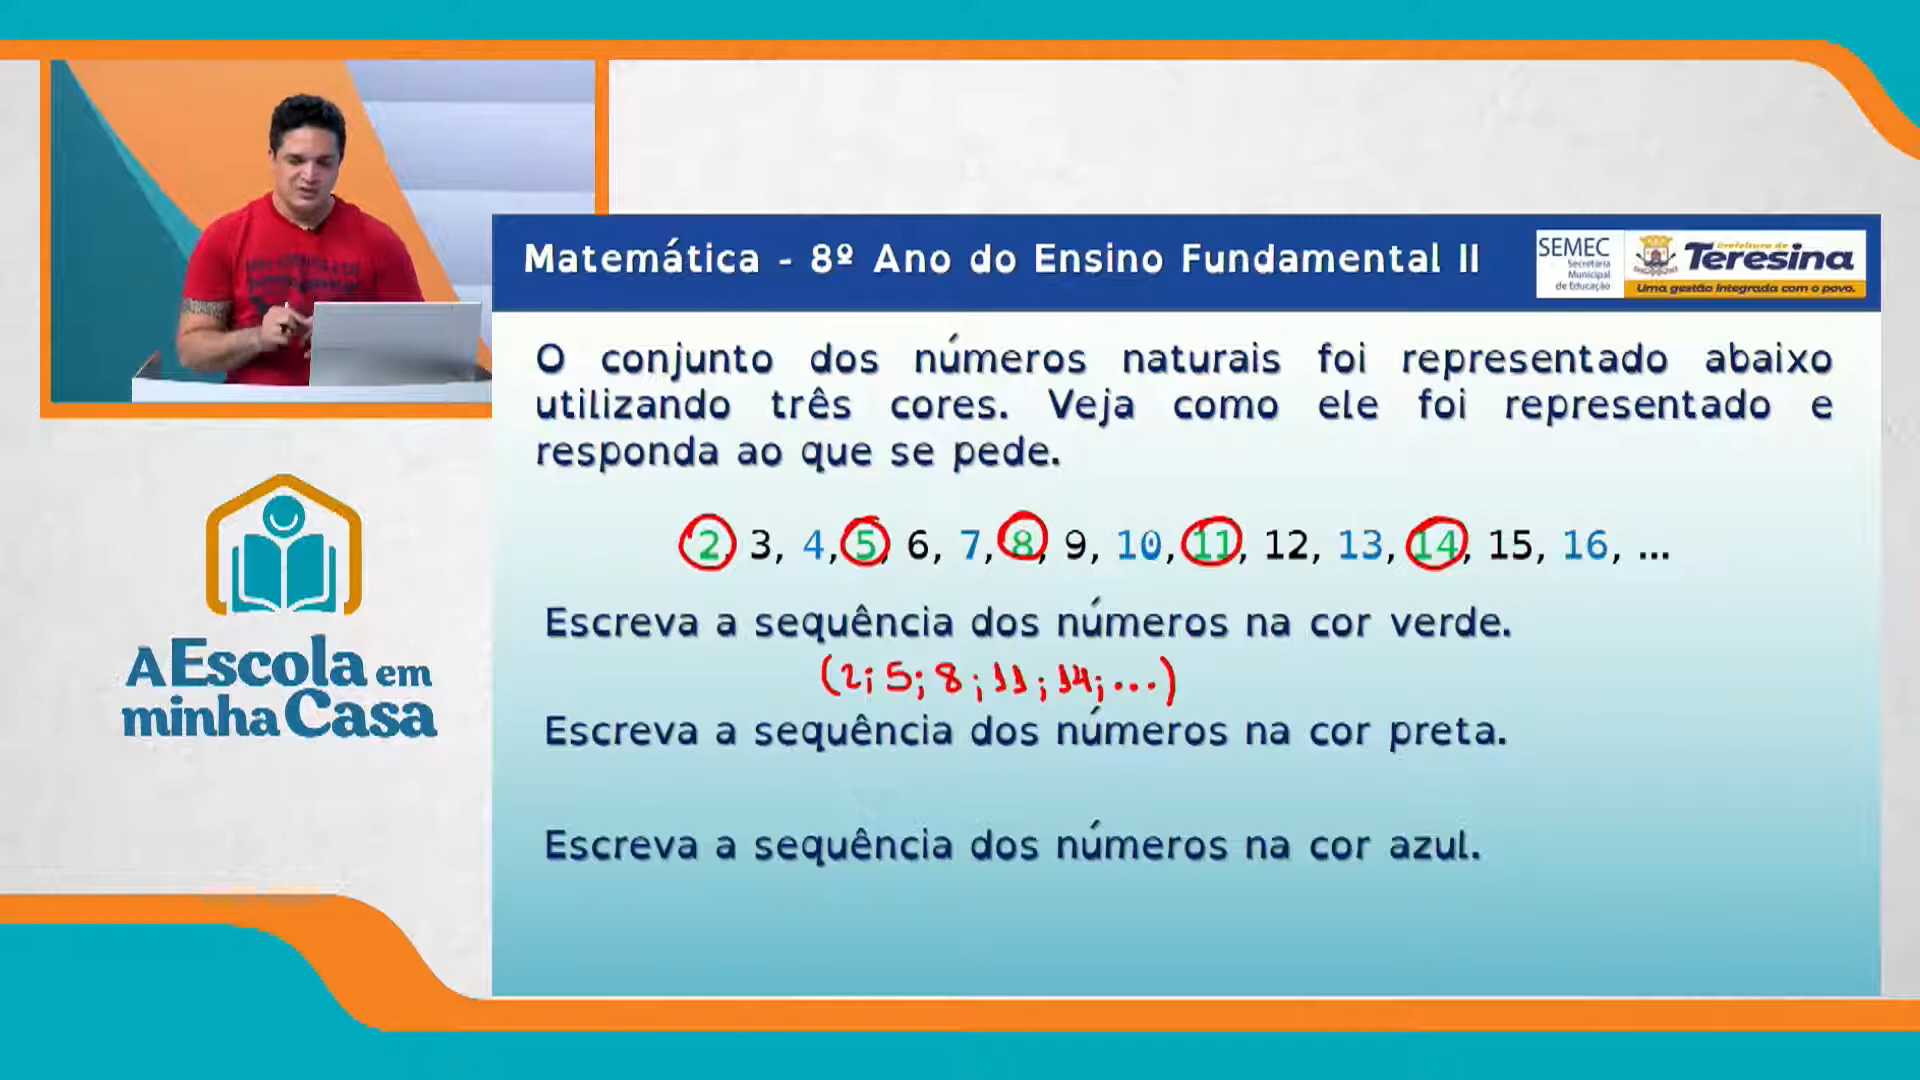 Matemática - 8º Ano do Ensino Fundamental II
SEMEC
Secretaria
Municipal
de Educação
Prefeitura de
Teresina
Uma gestão integrada com o povo.
O conjunto dos números naturais foi representado abaixo
utilizando três cores. Veja como ele foi representado e
responda ao que se pede.
2, 3, 4, 5, 6, 7, 8, 9, 10, 11, 12, 13, 14, 15, 16, ...
Escreva a sequência dos números na cor verde.
(2; 5; 8; 11; 14; ...)
Escreva a sequência dos números na cor preta.
Escreva a sequência dos números na cor azul.
A Escola em
minha Casa